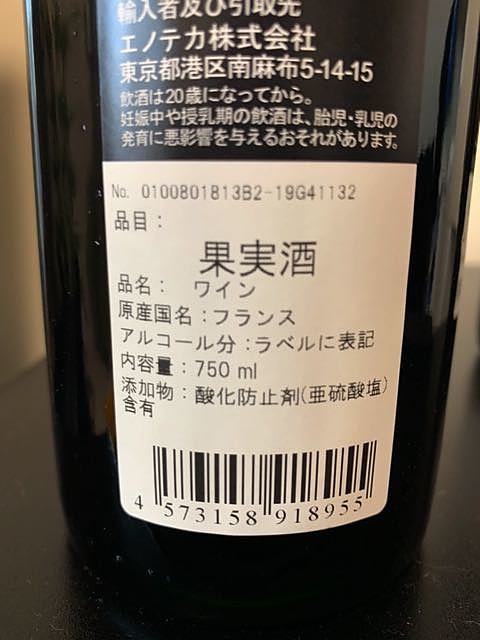 輸入者及び引取先
エノテカ株式会社
東京都港区南麻布5-14-15
飲酒は20歳になってから。
妊娠中や授乳期の飲酒は、胎児・乳児の
発育に悪影響を与えるおそれがあります。
No. 0100801813B2-19G41132
品目：
果実酒
品名： ワイン
原産国名：フランス
アルコール分：ラベルに表記
内容量：750 ml
添加物：酸化防止剤(亜硫酸塩)
含有
4 573158 918955